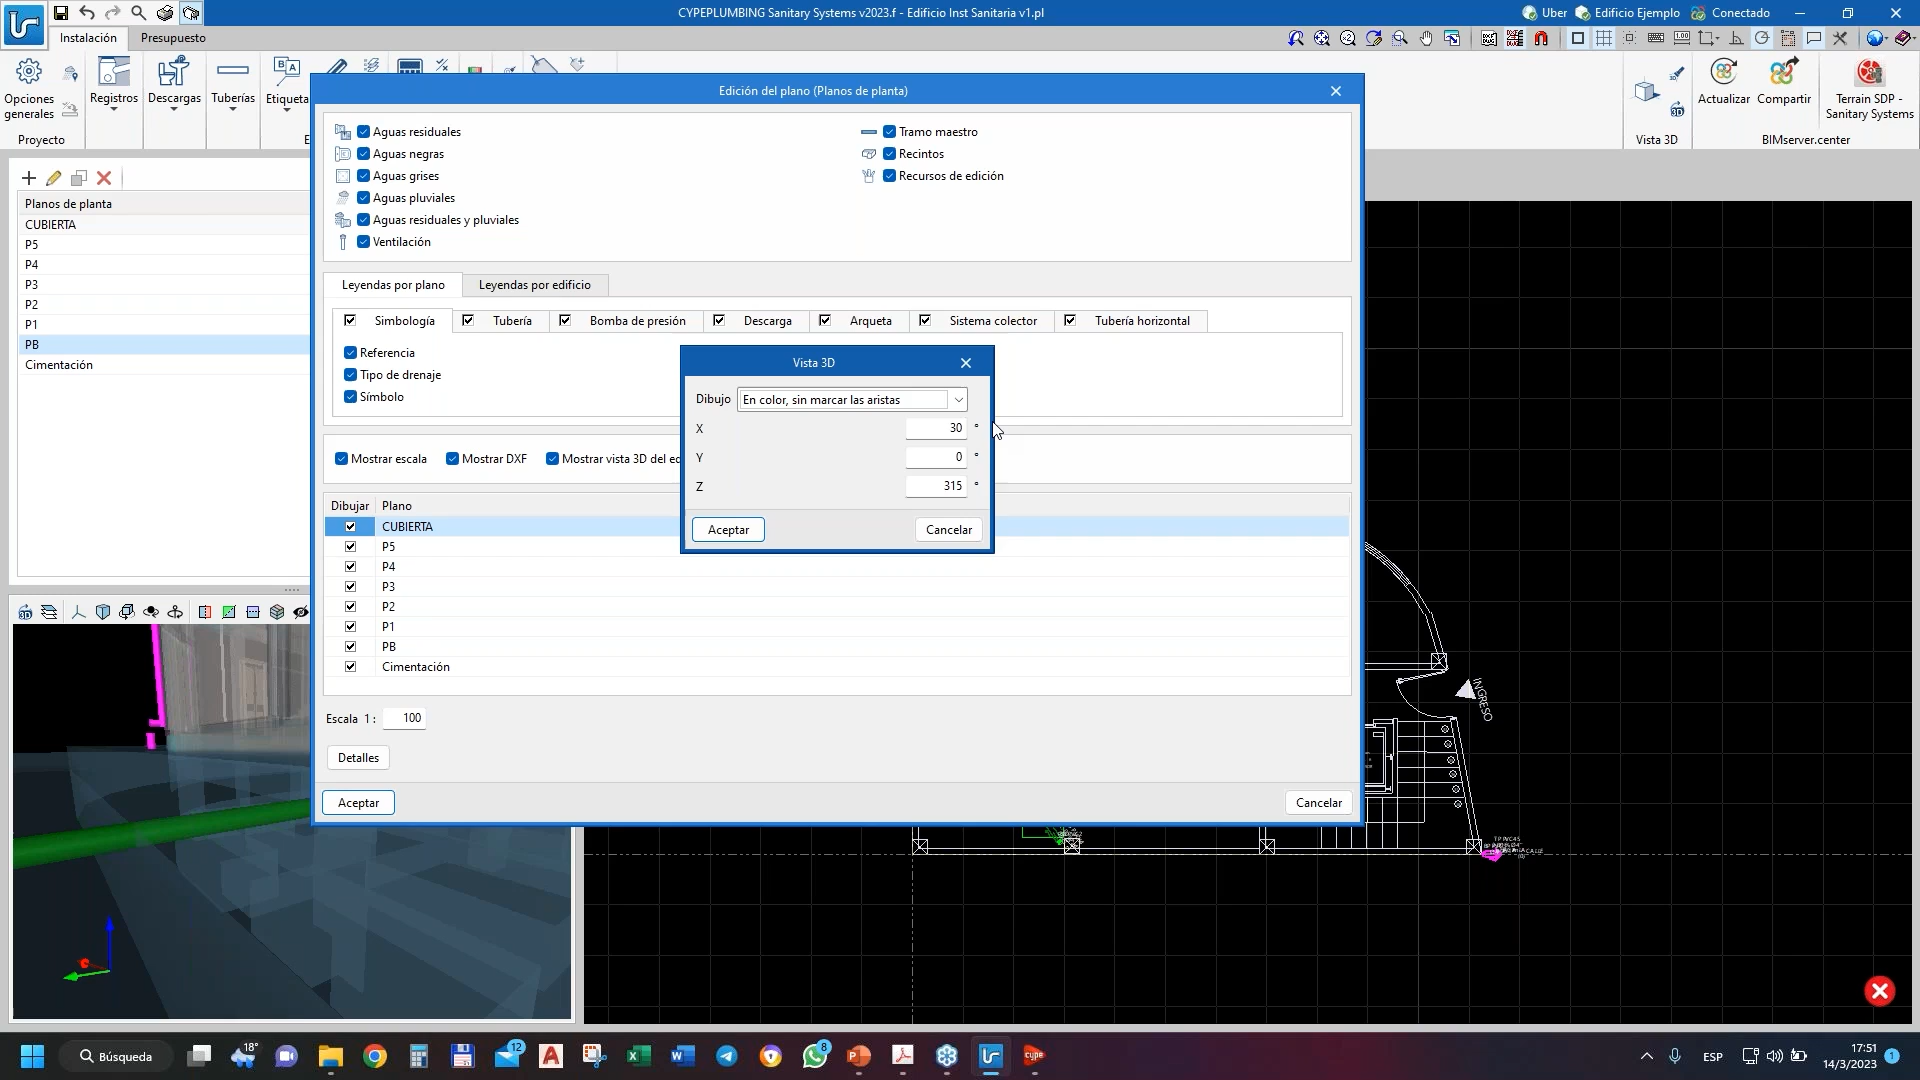 CYPEPLUMBING Sanitary Systems v2023.f - Edificio Inst Sanitaria v1.pl
Uber
Edificio Ejemplo
Conectado
Instalación
Presupuesto
Opciones generales
Registros
Descargas
Tuberías
Etiqueta
Proyecto
Actualizar
Compartir
Terrain SDP - Sanitary Systems
Vista 3D
BIMserver.center
Planos de planta
CUBIERTA
P5
P4
P3
P2
P1
PB
Cimentación
Edición del plano (Planos de planta)
Aguas residuales
Aguas negras
Aguas grises
Aguas pluviales
Aguas residuales y pluviales
Ventilación
Tramo maestro
Recintos
Recursos de edición
Leyendas por plano
Leyendas por edificio
Simbología
Tubería
Bomba de presión
Descarga
Arqueta
Sistema colector
Tubería horizontal
Referencia
Tipo de drenaje
Símbolo
Mostrar escala
Mostrar DXF
Mostrar vista 3D del
Vista 3D
Dibujo
En color, sin marcar las aristas
X 30 °
Y 0 °
Z 315 °
Aceptar
Cancelar
Dibujar Plano
CUBIERTA
P5
P4
P3
P2
P1
PB
Cimentación
Escala 1: 100
Detalles
Aceptar
Cancelar
INGRESO
Búsqueda
18°
12
8
ESP
17:51
14/3/2023
1